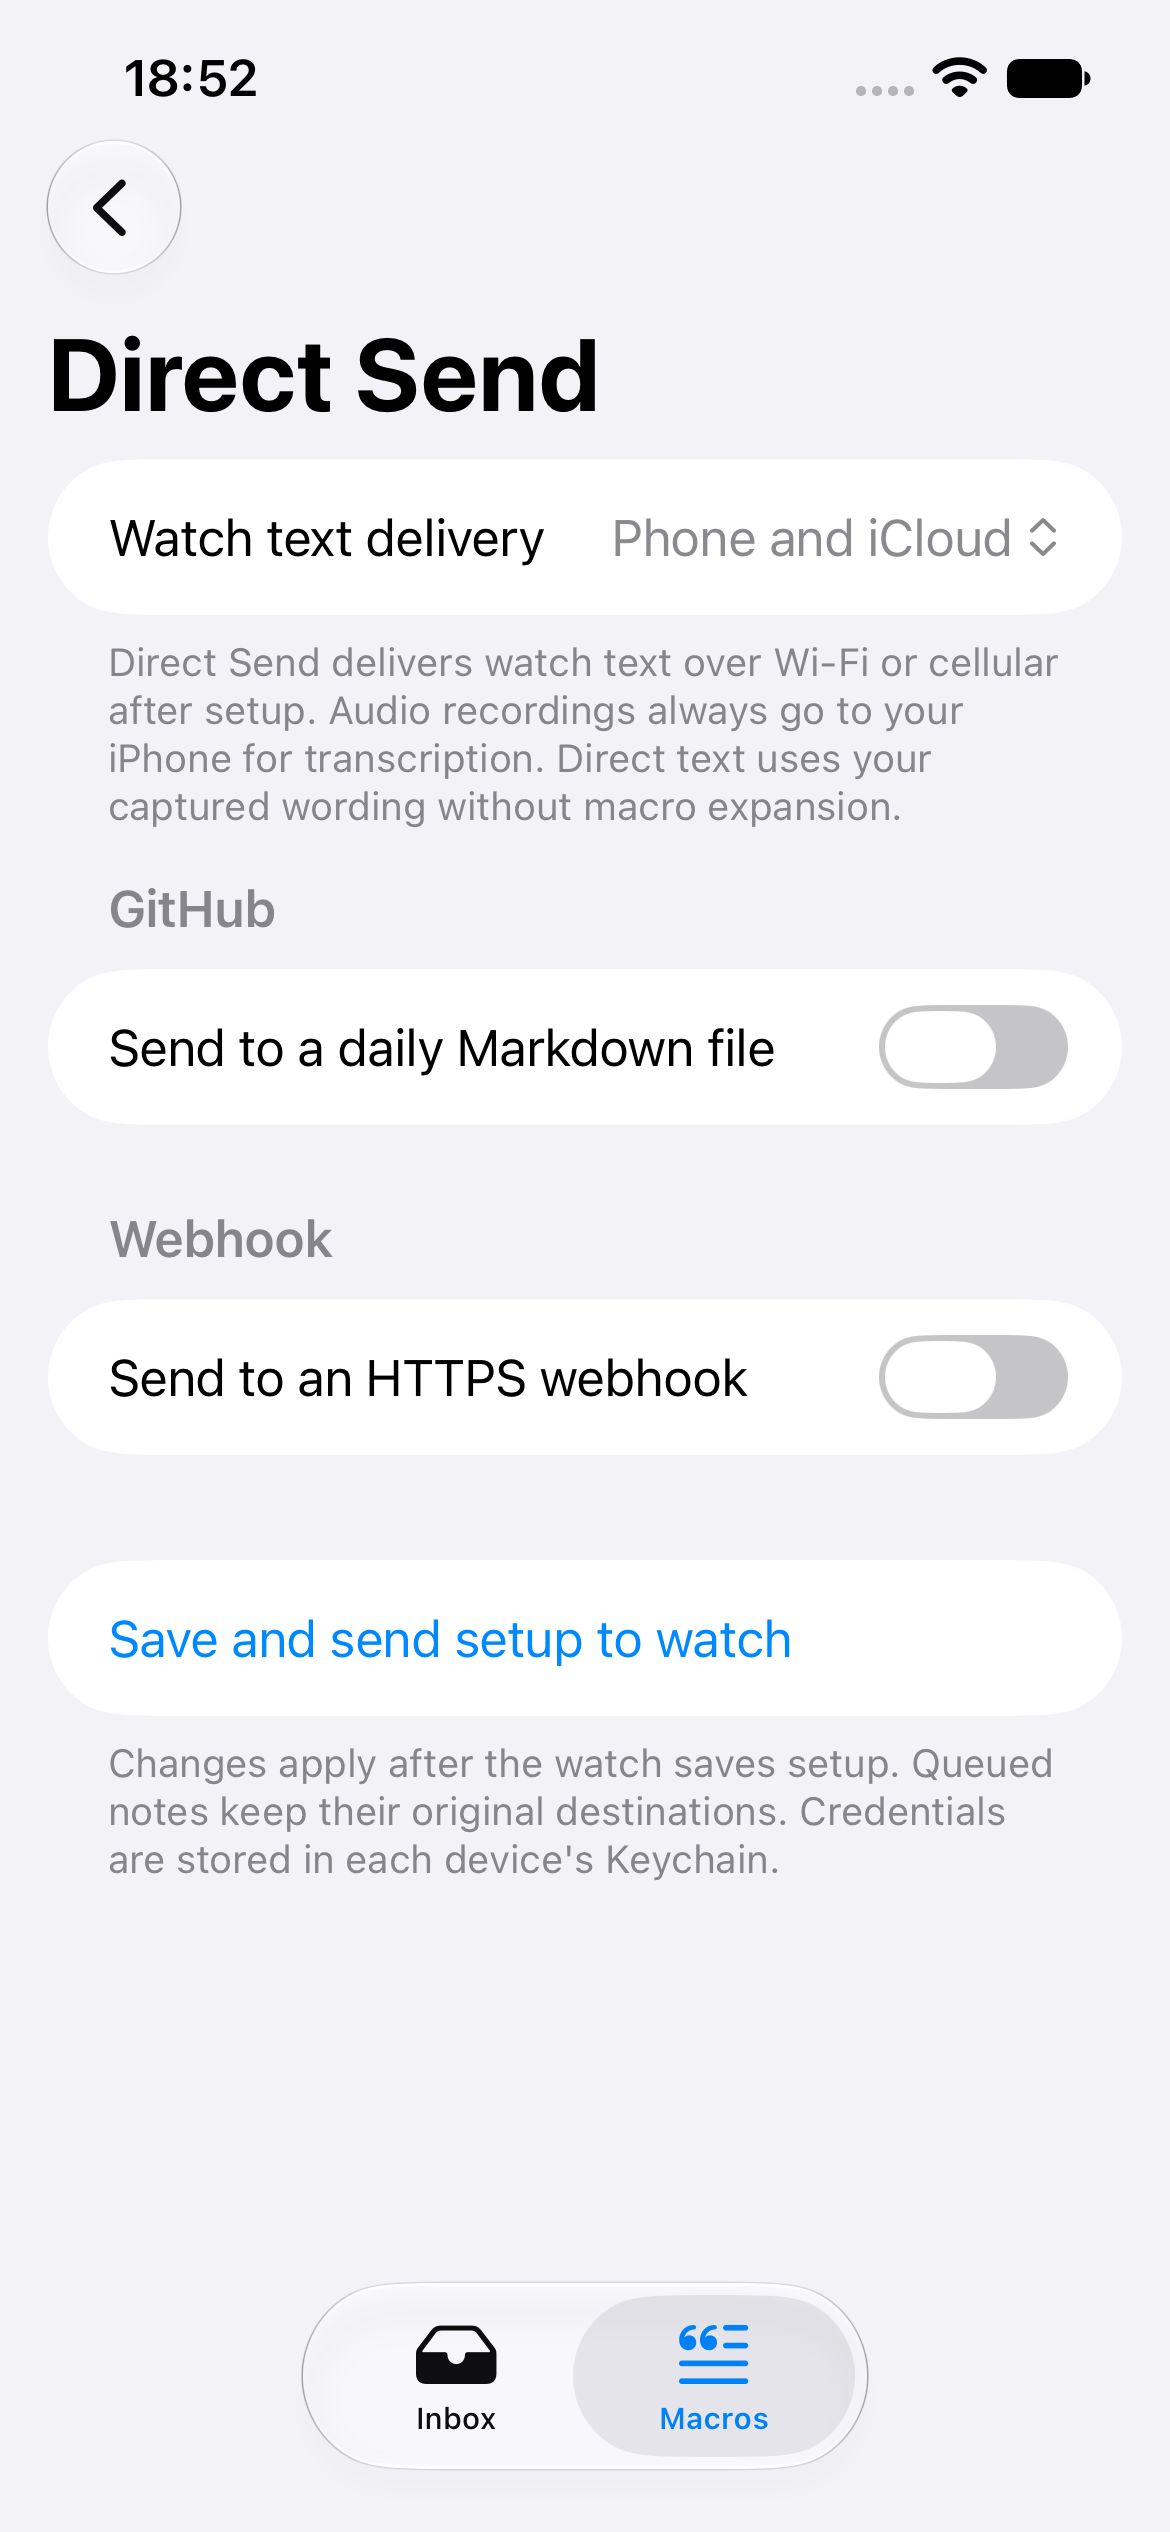 18:52
Direct Send
Watch text delivery Phone and iCloud
Direct Send delivers watch text over Wi-Fi or cellular
after setup. Audio recordings always go to your
iPhone for transcription. Direct text uses your
captured wording without macro expansion.
GitHub
Send to a daily Markdown file
Webhook
Send to an HTTPS webhook
Save and send setup to watch
Changes apply after the watch saves setup. Queued
notes keep their original destinations. Credentials
are stored in each device's Keychain.
Inbox Macros